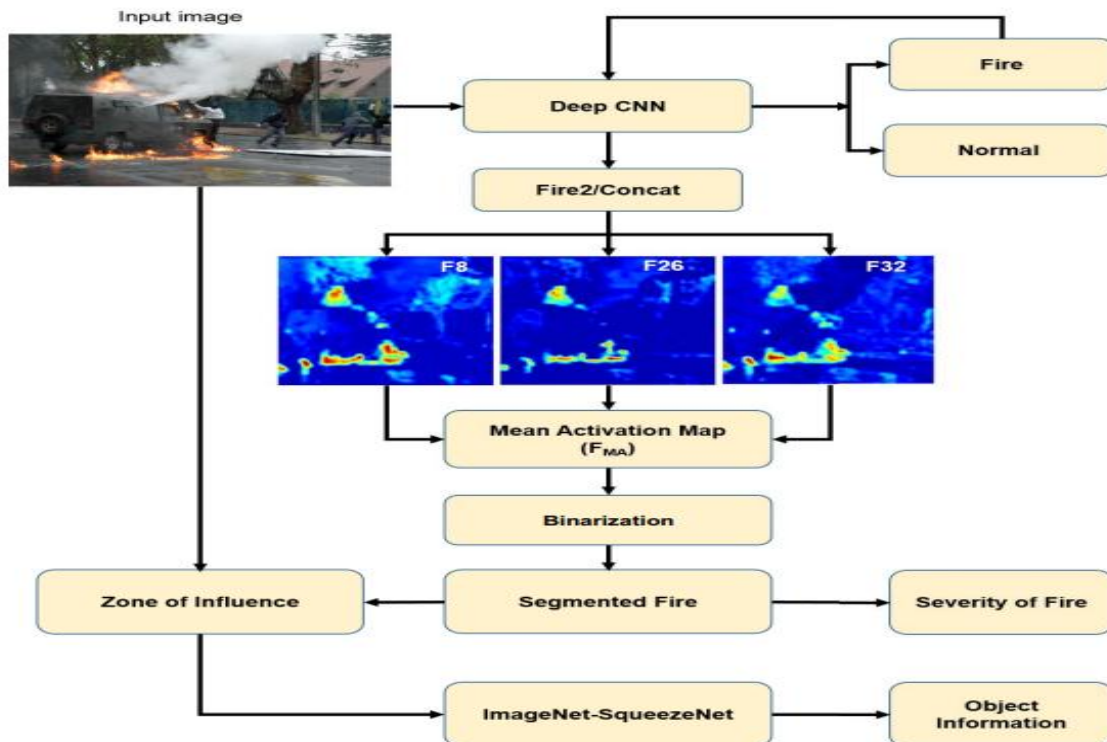 Input image
Fire
Deep CNN
Normal
Fire2/Concat
F8
F26
F32
Mean Activation Map
(FMA)
Binarization
Zone of Influence
Segmented Fire
Severity of Fire
ImageNet-SqueezeNet
Object
Information